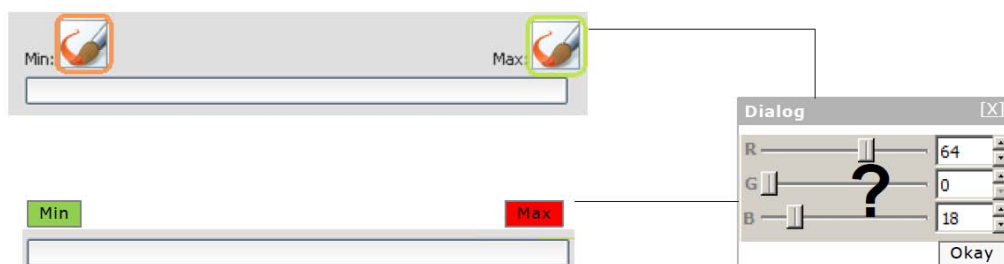 Min: Max:
Dialog [X]
R 64
G ? 0
B 18
Min Max
Okay